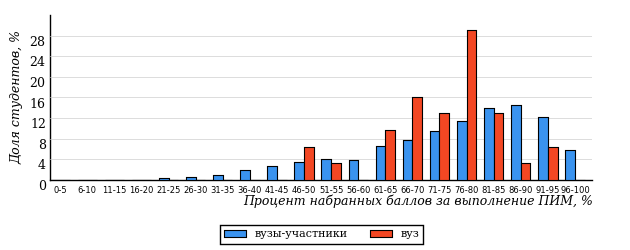 Доля студентов, %
28
24
20
16
12
8
4
0
0-5 6-10 11-15 16-20 21-25 26-30 31-35 36-40 41-45 46-50 51-55 56-60 61-65 66-70 71-75 76-80 81-85 86-90 91-95 96-100
Процент набранных баллов за выполнение ПИМ, %
вузы-участники вуз